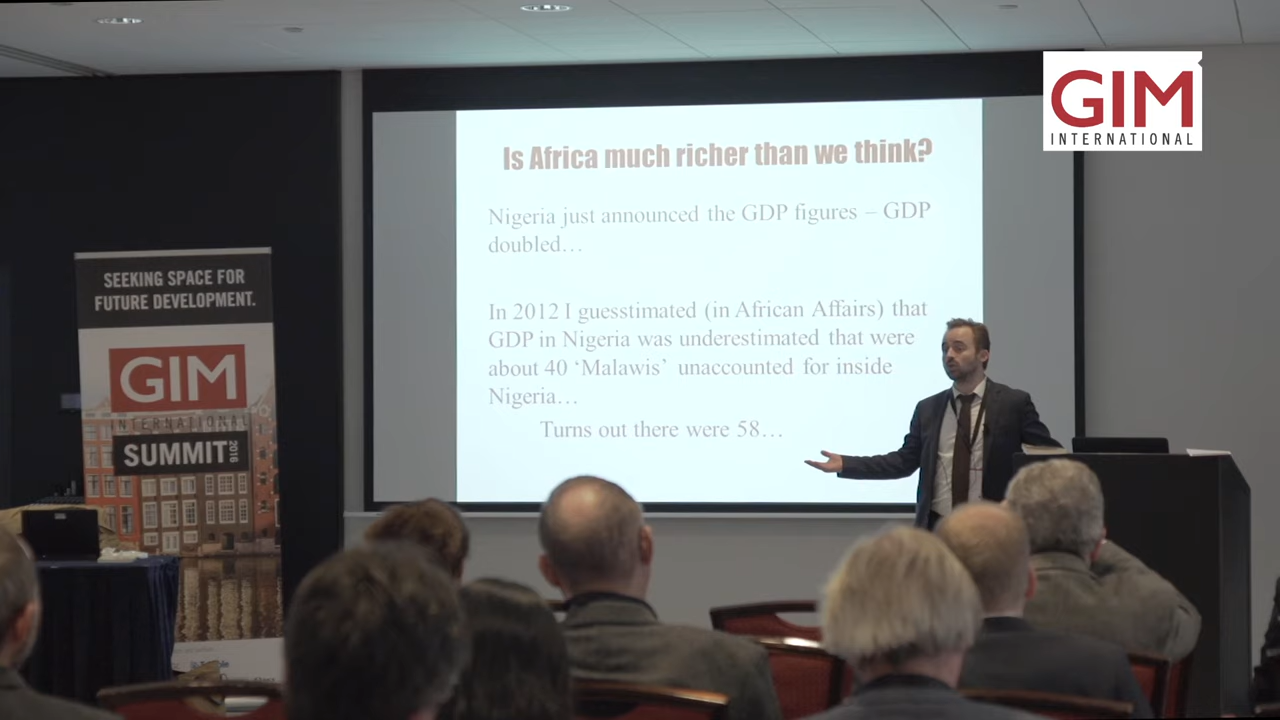 GIM
INTERNATIONAL
Is Africa much richer than we think?
Nigeria just announced the GDP figures – GDP
doubled…
In 2012 I guesstimated (in African Affairs) that
GDP in Nigeria was underestimated that were
about 40 ‘Malawis’ unaccounted for inside
Nigeria…
Turns out there were 58…
SEEKING SPACE FOR
FUTURE DEVELOPMENT.
GIM
INTERNATIONAL
SUMMIT 2016